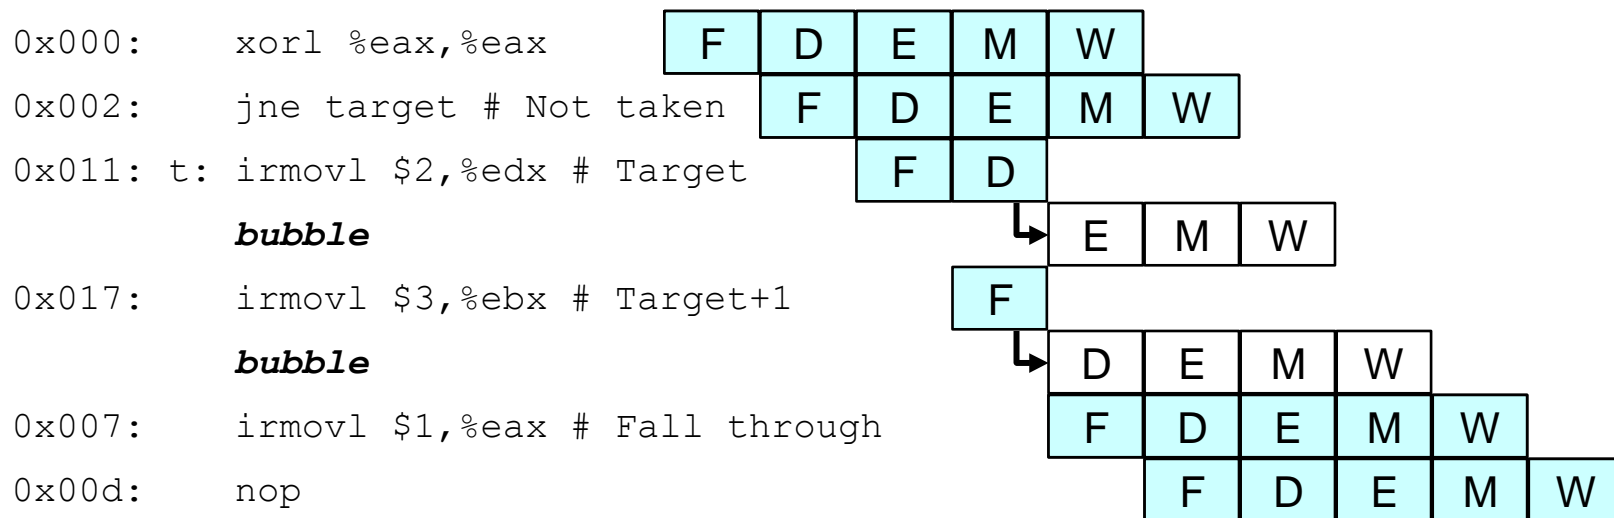 0x000: xorl %eax,%eax F D E M W
0x002: jne target # Not taken F D E M W
0x011: t: irmovl $2,%edx # Target F D
bubble E M W
0x017: irmovl $3,%ebx # Target+1 F
bubble D E M W
0x007: irmovl $1,%eax # Fall through F D E M W
0x00d: nop F D E M W